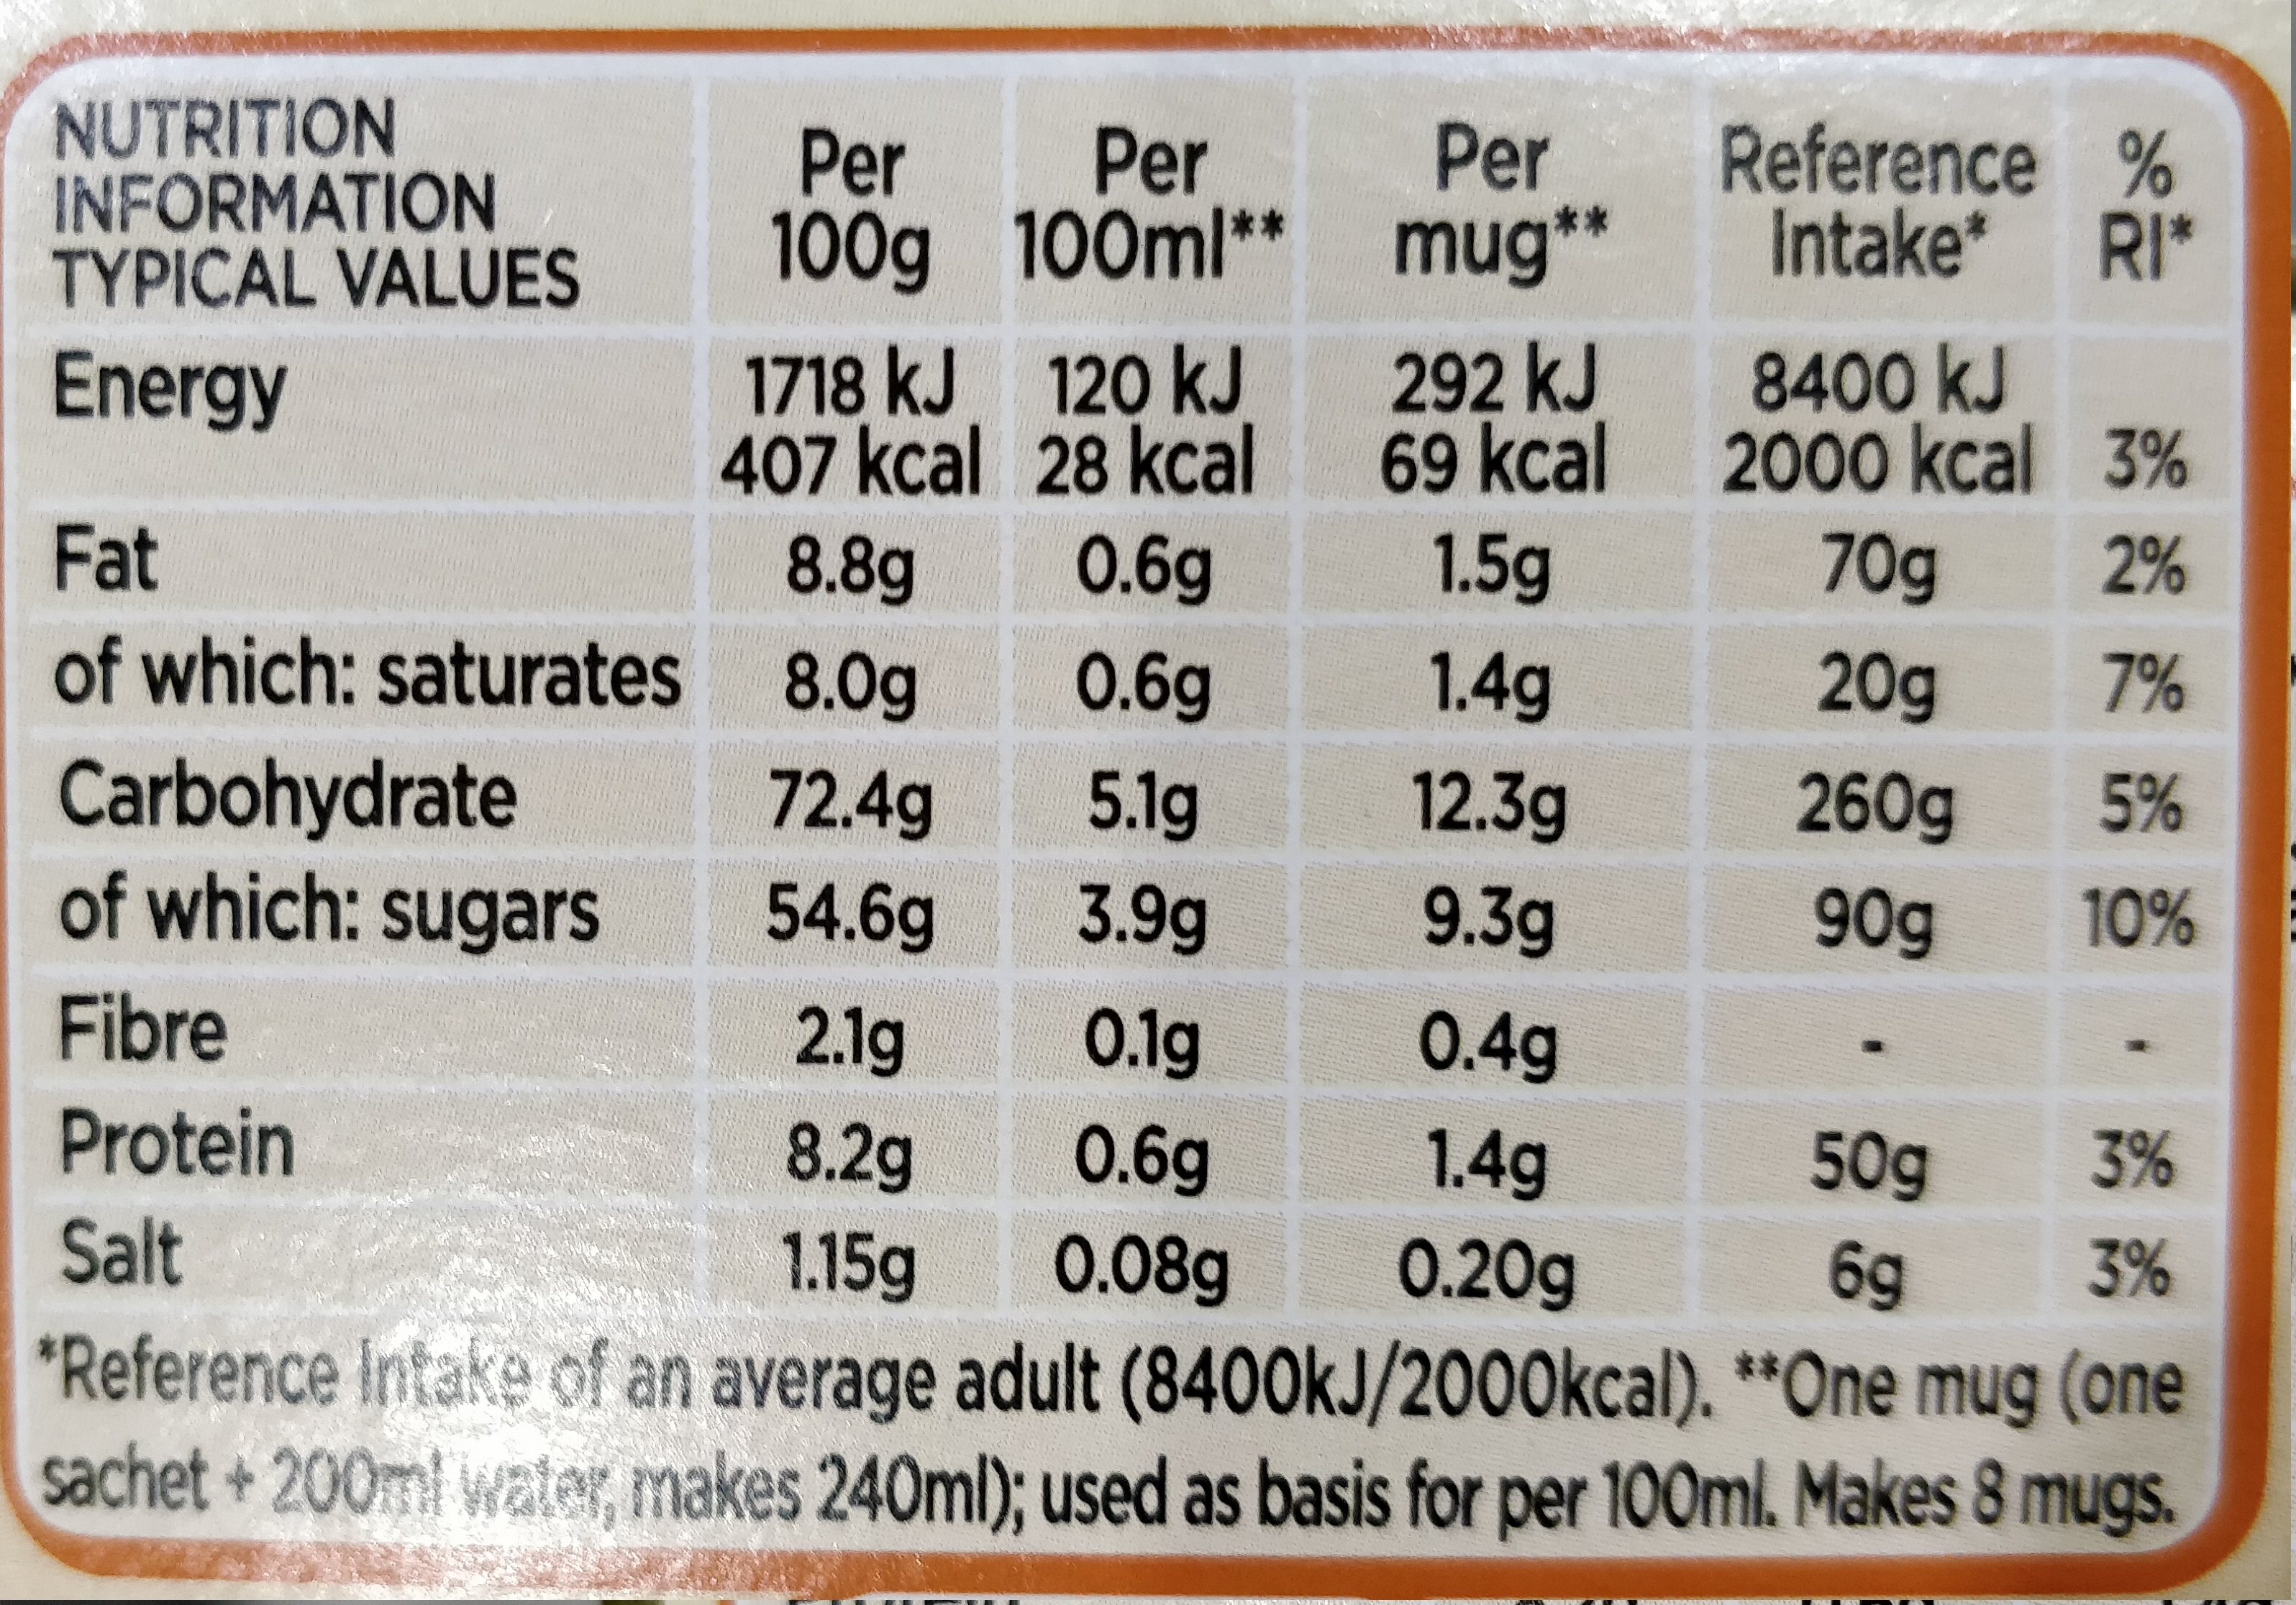 NUTRITION
INFORMATION
TYPICAL VALUES
Per 100g
Per 100ml**
Per mug**
Reference Intake*
% RI*
Energy 1718 kJ 120 kJ 292 kJ 8400 kJ
407 kcal 28 kcal 69 kcal 2000 kcal 3%
Fat 8.8g 0.6g 1.5g 70g 2%
of which: saturates 8.0g 0.6g 1.4g 20g 7%
Carbohydrate 72.4g 5.1g 12.3g 260g 5%
of which: sugars 54.6g 3.9g 9.3g 90g 10%
Fibre 2.1g 0.1g 0.4g - -
Protein 8.2g 0.6g 1.4g 50g 3%
Salt 1.15g 0.08g 0.20g 6g 3%
*Reference Intake of an average adult (8400kJ/2000kcal). **One mug (one
sachet + 200ml water, makes 240ml); used as basis for per 100ml. Makes 8 mugs.